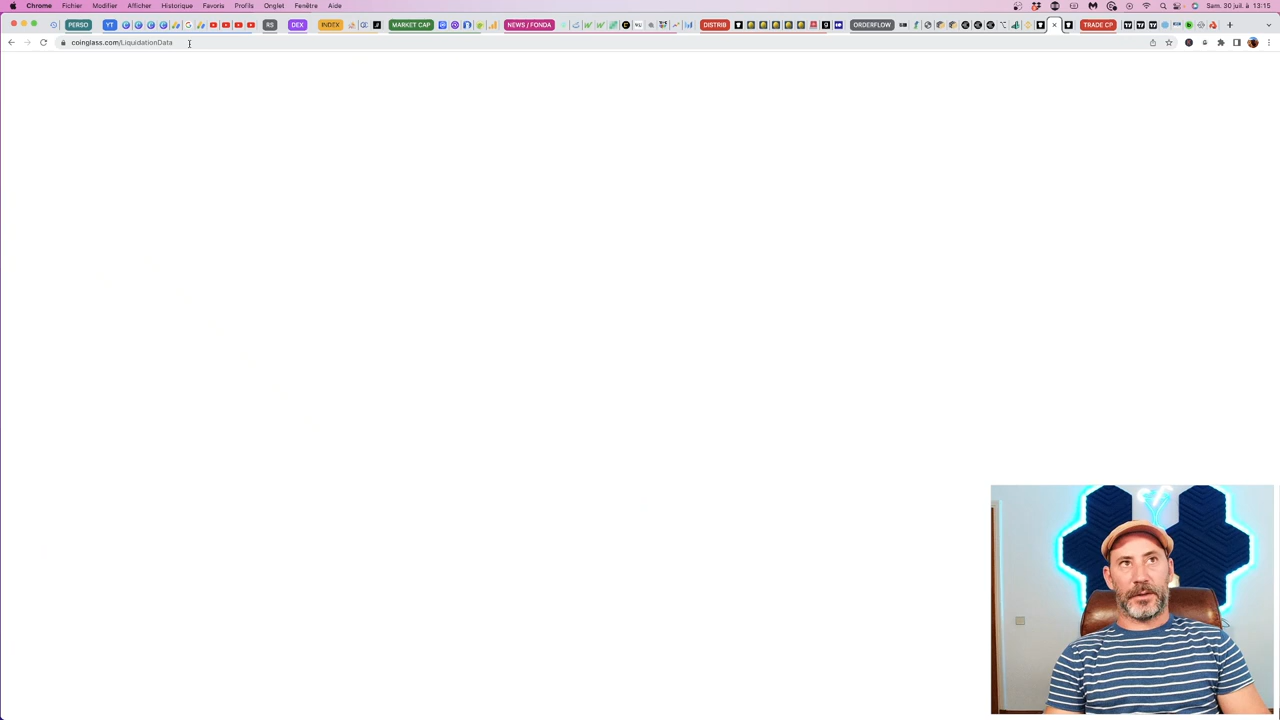 Chrome Fichier Modifier Afficher Historique Favoris Profils Onglet Fenêtre Aide Sam. 30 juil. à 13:15
PERSO YT RS DEX INDEX MARKET CAP NEWS / FONDA DISTRIB ORDERFLOW TRADE CP
coinglass.com/LiquidationData